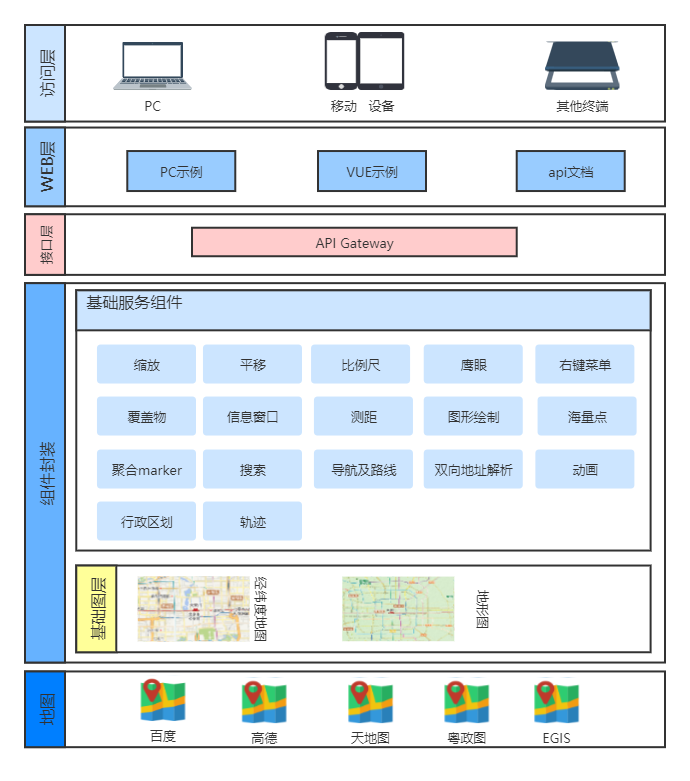 访问层
PC
移动 设备
其他终端
WEB层
PC示例
VUE示例
api文档
接口层
API Gateway
组件封装
基础服务组件
缩放
平移
比例尺
鹰眼
右键菜单
覆盖物
信息窗口
测距
图形绘制
海量点
聚合marker
搜索
导航及路线
双向地址解析
动画
行政区划
轨迹
基础图层
经纬度地图
地形图
地图
百度
高德
天地图
粤政图
EGIS